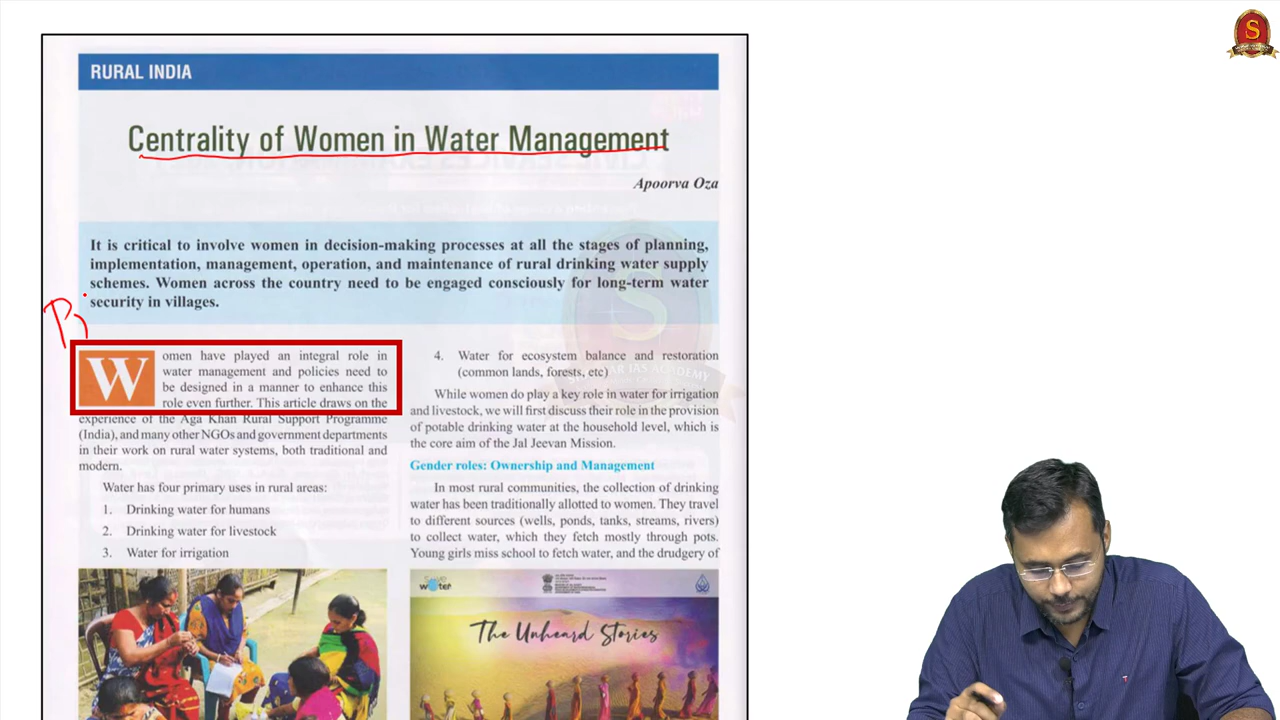 S
RURAL INDIA
Centrality of Women in Water Management
Apoorva Oza
It is critical to involve women in decision-making processes at all the stages of planning,
implementation, management, operation, and maintenance of rural drinking water supply
schemes. Women across the country need to be engaged consciously for long-term water
security in villages.
Women have played an integral role in
water management and policies need to
be designed in a manner to enhance this
role even further. This article draws on the
experience of the Aga Khan Rural Support Programme
(India), and many other NGOs and government departments
in their work on rural water systems, both traditional and
modern.
Water has four primary uses in rural areas:
1. Drinking water for humans
2. Drinking water for livestock
3. Water for irrigation
4. Water for ecosystem balance and restoration
(common lands, forests, etc)
While women do play a key role in water for irrigation
and livestock, we will first discuss their role in the provision
of potable drinking water at the household level, which is
the core aim of the Jal Jeevan Mission.
Gender roles: Ownership and Management
In most rural communities, the collection of drinking
water has been traditionally allotted to women. They travel
to different sources (wells, ponds, tanks, streams, rivers)
to collect water, which they fetch mostly through pots.
Young girls miss school to fetch water, and the drudgery of
water
The Unheard Stories